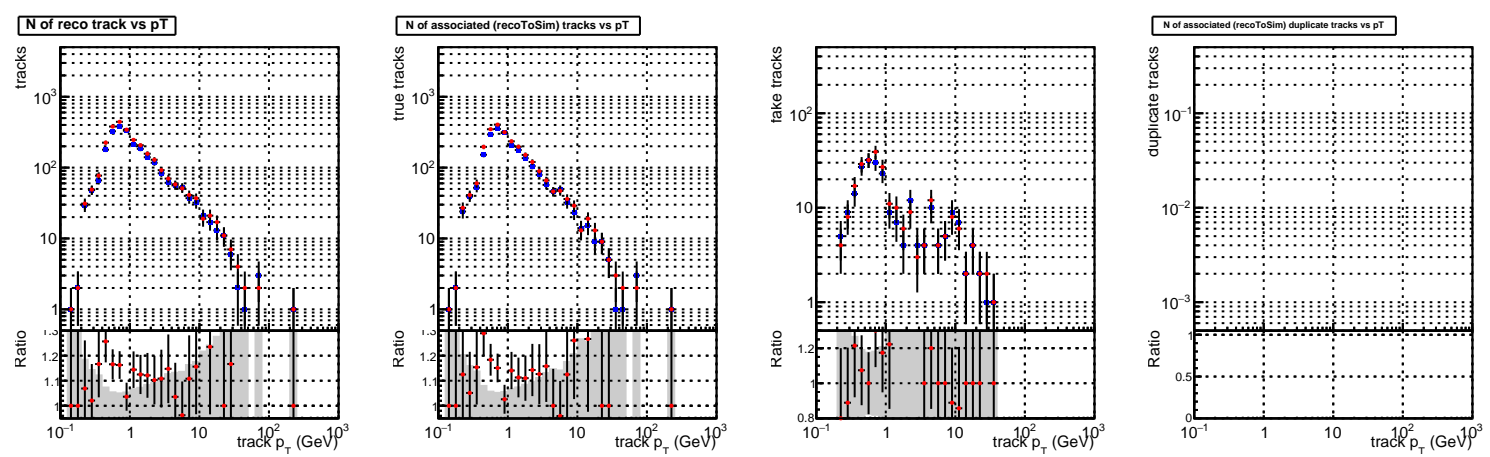 N of reco track vs pT
tracks
10³
10²
10
1
Ratio
1.3
1.2
1.1
1
10⁻¹ 1 10 10² 10³
track p_T (GeV)
N of associated (recoToSim) tracks vs pT
true tracks
10³
10²
10
1
Ratio
1.3
1.2
1.1
1
10⁻¹ 1 10 10² 10³
track p_T (GeV)
fake tracks
10²
10
1
Ratio
1.2
1
0.8
10⁻¹ 1 10 10² 10³
track p_T (GeV)
N of associated (recoToSim) duplicate tracks vs pT
duplicate tracks
10⁻¹
10⁻²
10⁻³
Ratio
1
0.5
0
10⁻¹ 1 10 10² 10³
track p_T (GeV)